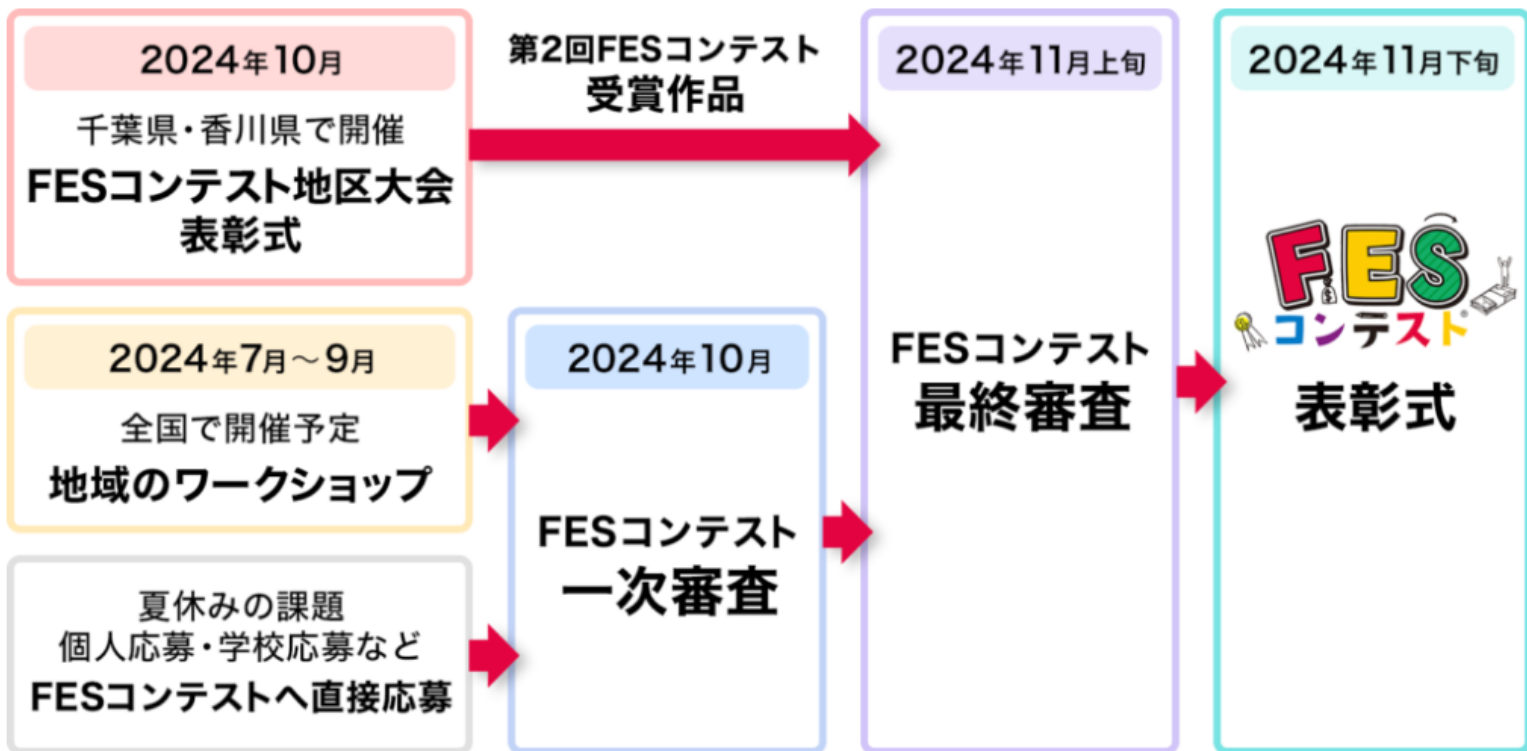 2024年10月
千葉県・香川県で開催
FESコンテスト地区大会
表彰式
第2回FESコンテスト
受賞作品
2024年7月～9月
全国で開催予定
地域のワークショップ
夏休みの課題
個人応募・学校応募など
FESコンテストへ直接応募
2024年10月
FESコンテスト
一次審査
2024年11月上旬
FESコンテスト
最終審査
2024年11月下旬
FES
コンテスト®
表彰式